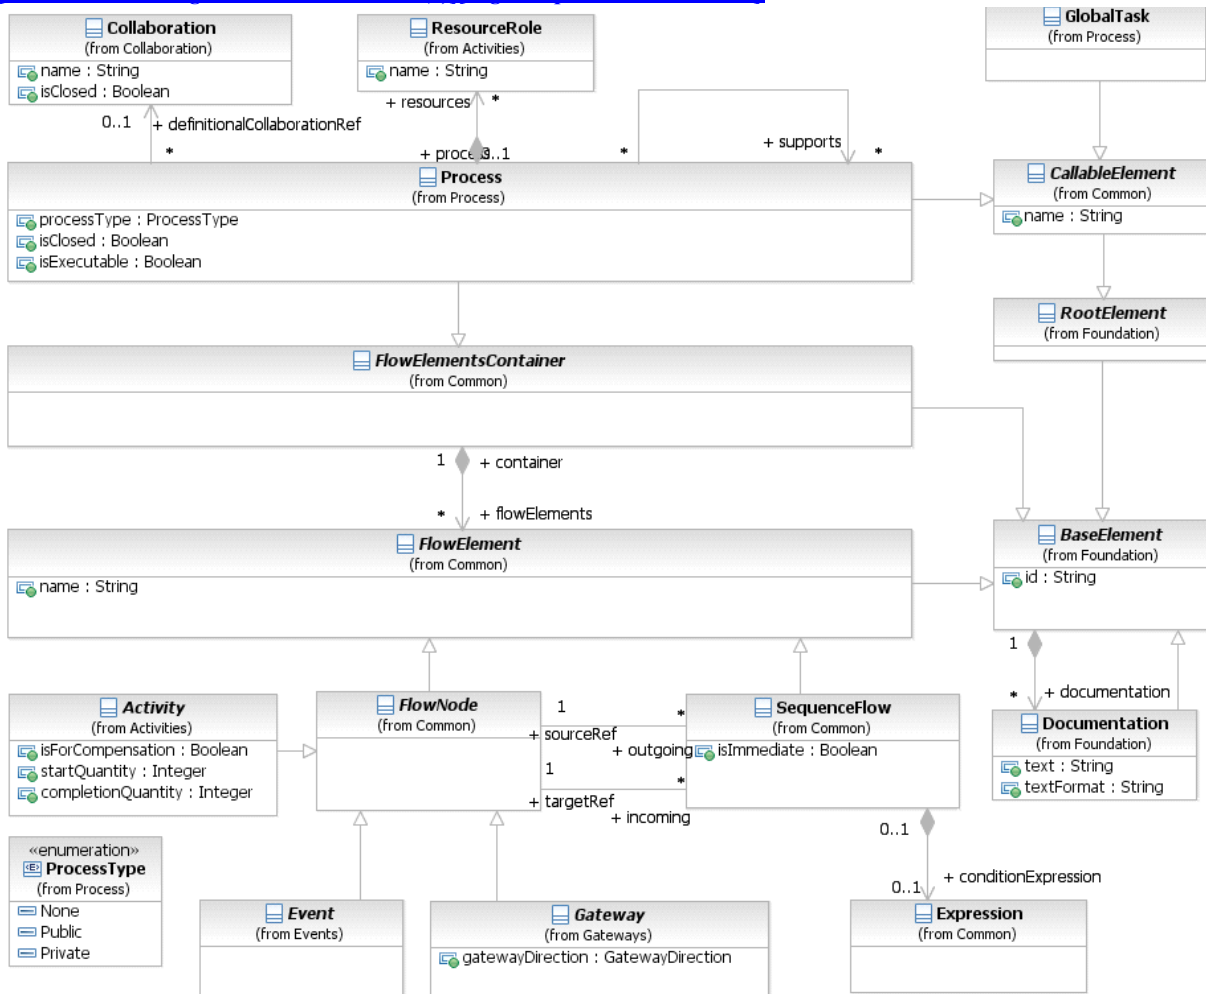 Collaboration
(from Collaboration)
name : String
isClosed : Boolean
ResourceRole
(from Activities)
name : String
GlobalTask
(from Process)
+ resources
*
0..1
+ definitionalCollaborationRef
*
+ process
0..1
*
+ supports
*
Process
(from Process)
processType : ProcessType
isClosed : Boolean
isExecutable : Boolean
CallableElement
(from Common)
name : String
RootElement
(from Foundation)
FlowElementsContainer
(from Common)
1
+ container
*
+ flowElements
FlowElement
(from Common)
name : String
BaseElement
(from Foundation)
id : String
1
*
+ documentation
Documentation
(from Foundation)
text : String
textFormat : String
Activity
(from Activities)
isForCompensation : Boolean
startQuantity : Integer
completionQuantity : Integer
FlowNode
(from Common)
1
*
+ sourceRef
+ outgoing
1
*
+ targetRef
+ incoming
SequenceFlow
(from Common)
isImmediate : Boolean
0..1
0..1
+ conditionExpression
«enumeration»
ProcessType
(from Process)
None
Public
Private
Event
(from Events)
Gateway
(from Gateways)
gatewayDirection : GatewayDirection
Expression
(from Common)